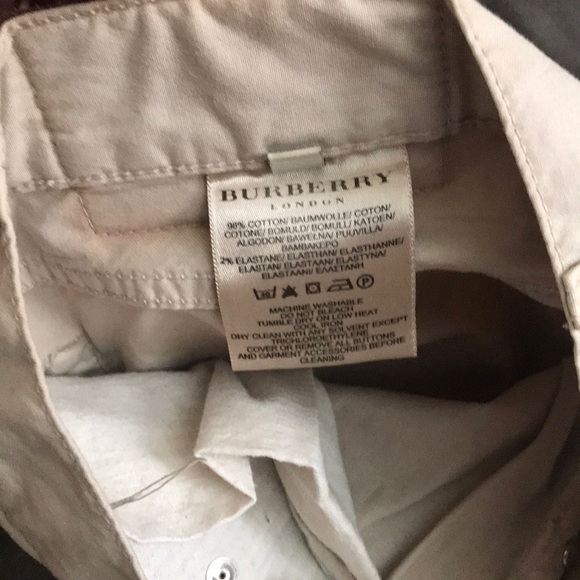 BURBERRY
LONDON
98% COTTON/ BAUMWOLLE/ COTON/
COTONE/ BOMULD/ BOMULL/ KATOEN/
ALGODON/ BAWEŁNA/ PUUVILLA/
ΒΑΜΒΑΚΕΡΟ
2% ELASTANE/ ELASTHAN/ ELASTHANNE/
ELASTAN/ ELASTAAN/ ELASTYNA/
ELASTAANI/ ΕΛΑΣΤΑΝΗ
P
MACHINE WASHABLE
DO NOT BLEACH
TUMBLE DRY ON LOW HEAT
COOL IRON
DRY CLEAN WITH ANY SOLVENT EXCEPT
TRICHLOROETHYLENE
COVER OR REMOVE ALL BUTTONS
AND GARMENT ACCESSORIES BEFORE
CLEANING